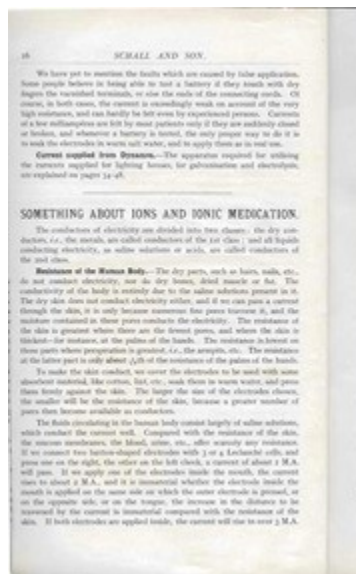 16 SCHALL AND SON.
We have yet to mention the faults which are caused by false application.
Some people believe in being able to test a battery if they touch with dry
fingers the varnished terminals, or also the ends of the connecting cords. Of
course, in both cases, the current is exceedingly weak on account of the very
high resistance, and can hardly be felt even by experienced persons. Currents
of a few milliampères are felt by most patients only if they are suddenly closed
or broken, and whenever a battery is tested, the only proper way to do it is
to soak the electrodes in warm salt water, and to apply them as in real use.
Current supplied from Dynamos.—The apparatus required for utilising
the currents supplied for lighting houses, for galvanisation and electrolysis,
are explained on pages 34-48.
SOMETHING ABOUT IONS AND IONIC MEDICATION.
The conductors of electricity are divided into two classes: the dry con-
ductors, i.e., the metals, are called conductors of the 1st class; and all liquids
conducting electricity, as saline solutions or acids, are called conductors of
the 2nd class.
Resistance of the Human Body.—The dry parts, such as hairs, nails, etc.,
do not conduct electricity, nor do dry bones, dried muscle or fat. The
conductivity of the body is entirely due to the saline solutions present in it.
The dry skin does not conduct electricity either, and if we can pass a current
through the skin, it is only because numerous fine pores traverse it, and the
moisture contained in these pores conducts the electricity. The resistance of
the skin is greatest where there are the fewest pores, and where the skin is
thickest—for instance, at the palms of the hands. The resistance is lowest on
those parts where perspiration is greatest, i.e., the armpits, etc. The resistance
at the latter part is only about of the resistance of the palms of the hands.
To make the skin conduct, we cover the electrodes to be used with some
absorbent material, like cotton, lint, etc., soak them in warm water, and press
them firmly against the skin. The larger the size of the electrodes chosen,
the smaller will be the resistance of the skin, because a greater number of
pores then become available as conductors.
The fluids circulating in the human body consist largely of saline solutions,
which conduct the current well. Compared with the resistance of the skin,
the mucous membranes, the blood, urine, etc., offer scarcely any resistance.
If we connect two button-shaped electrodes with 3 or 4 Leclanché cells, and
press one on the right, the other on the left cheek, a current of about 1 M.A.
will pass. If we apply one of the electrodes inside the mouth, the current
rises to about 2 M.A., and it is immaterial whether the electrode inside the
mouth is applied on the same side on which the outer electrode is pressed, or
on the opposite side, or on the tongue, the increase in the distance to be
traversed by the current is immaterial compared with the resistance of the
skin. If both electrodes are applied inside, the current will rise to over 3 M.A.